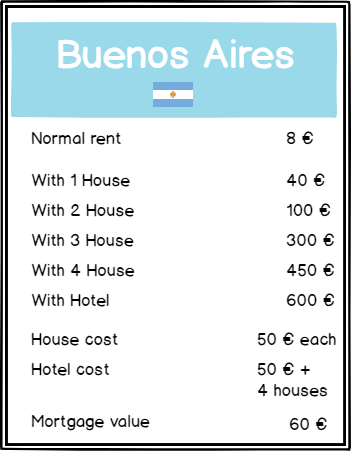 Buenos Aires
Normal rent 8 €
With 1 House 40 €
With 2 House 100 €
With 3 House 300 €
With 4 House 450 €
With Hotel 600 €
House cost 50 € each
Hotel cost 50 € +
4 houses
Mortgage value 60 €